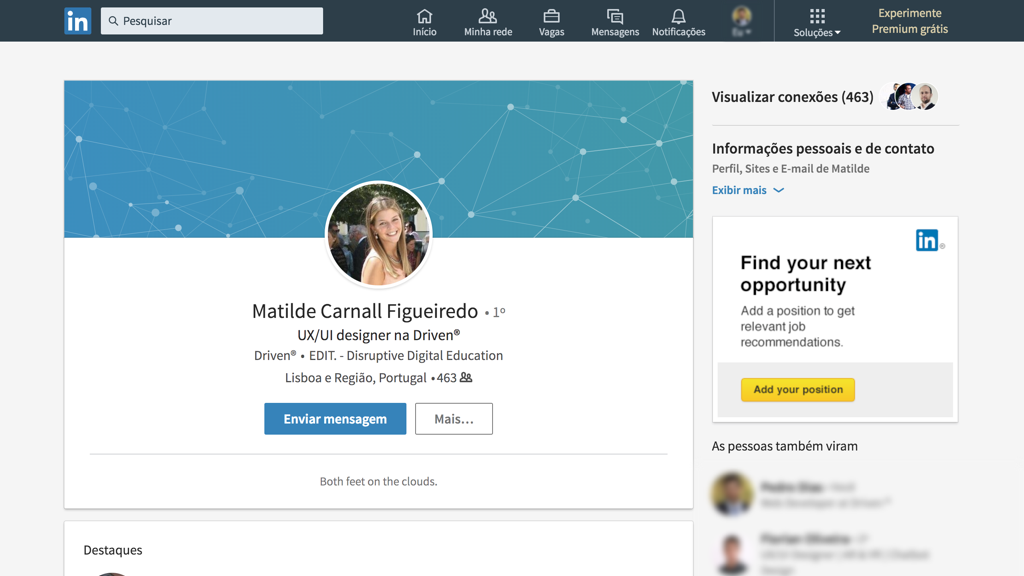 in
Pesquisar
Início
Minha rede
Vagas
Mensagens
Notificações
Soluções
Experimente
Premium grátis
Matilde Carnall Figueiredo • 1º
UX/UI designer na Driven®
Driven® • EDIT. - Disruptive Digital Education
Lisboa e Região, Portugal • 463
Enviar mensagem
Mais…
Both feet on the clouds.
Destaques
Visualizar conexões (463)
Informações pessoais e de contato
Perfil, Sites e E-mail de Matilde
Exibir mais
in®
Find your next
opportunity
Add a position to get
relevant job
recommendations.
Add your position
As pessoas também viram